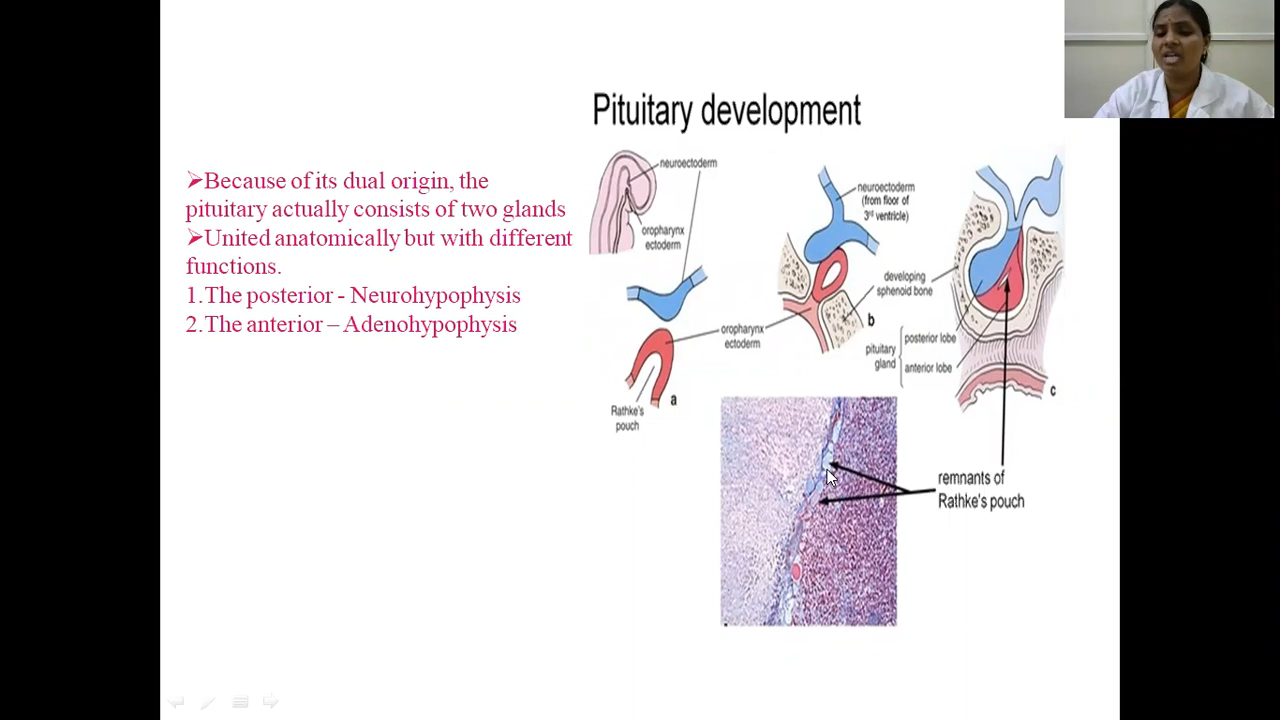 Pituitary development
➢Because of its dual origin, the
pituitary actually consists of two glands
➢United anatomically but with different
functions.
1.The posterior - Neurohypophysis
2.The anterior – Adenohypophysis
neuroectoderm
oropharynx
ectoderm
neuroectoderm
(from floor of
3rd ventricle)
developing
sphenoid bone
oropharynx
ectoderm
b
pituitary
gland
posterior lobe
anterior lobe
a
c
Rathke's
pouch
remnants of
Rathke's pouch